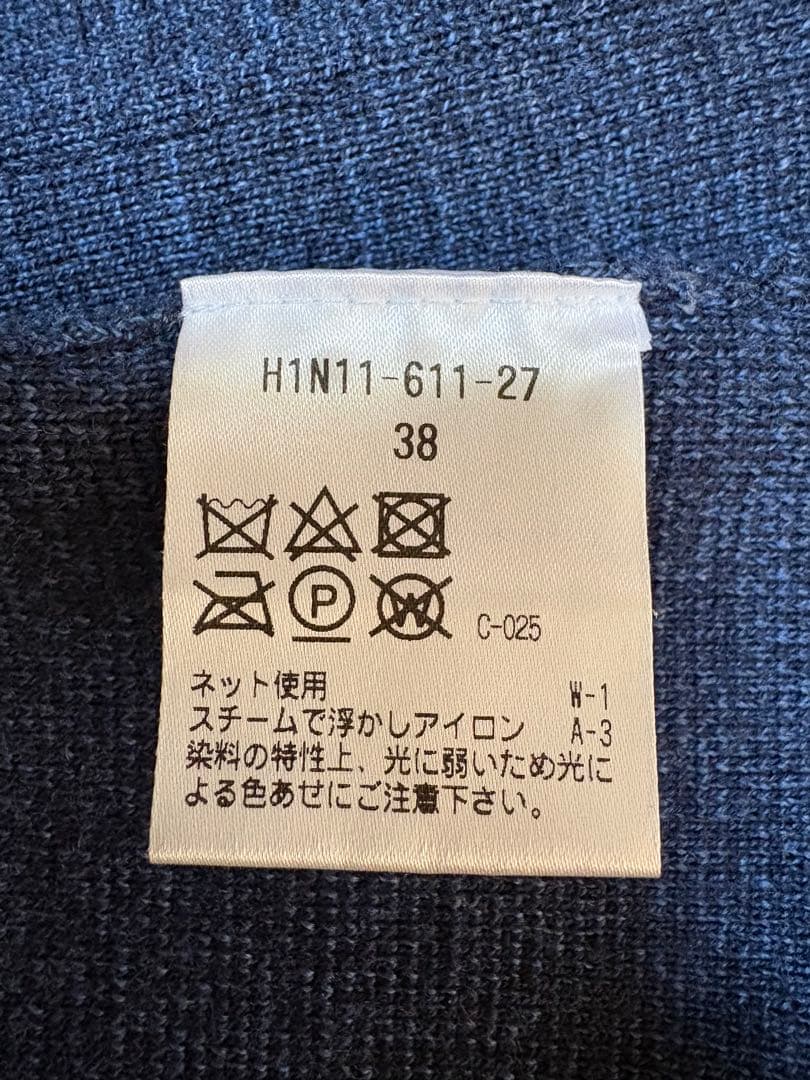 H1N11-611-27
38
P W C-025
ネット使用 W-1
スチームで浮かしアイロン A-3
染料の特性上、光に弱いため光に
よる色あせにご注意下さい。